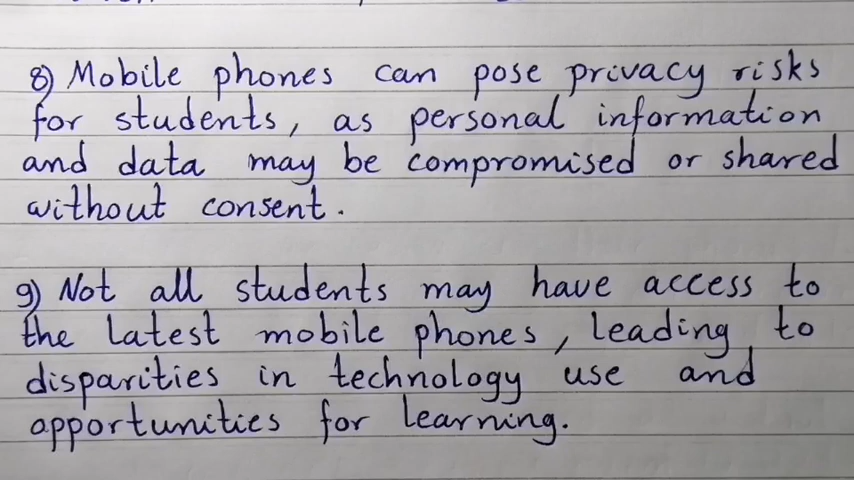 8) Mobile phones can pose privacy risks
for students, as personal information
and data may be compromised or shared
without consent.
9) Not all students may have access to
the latest mobile phones, leading to
disparities in technology use and
opportunities for learning.